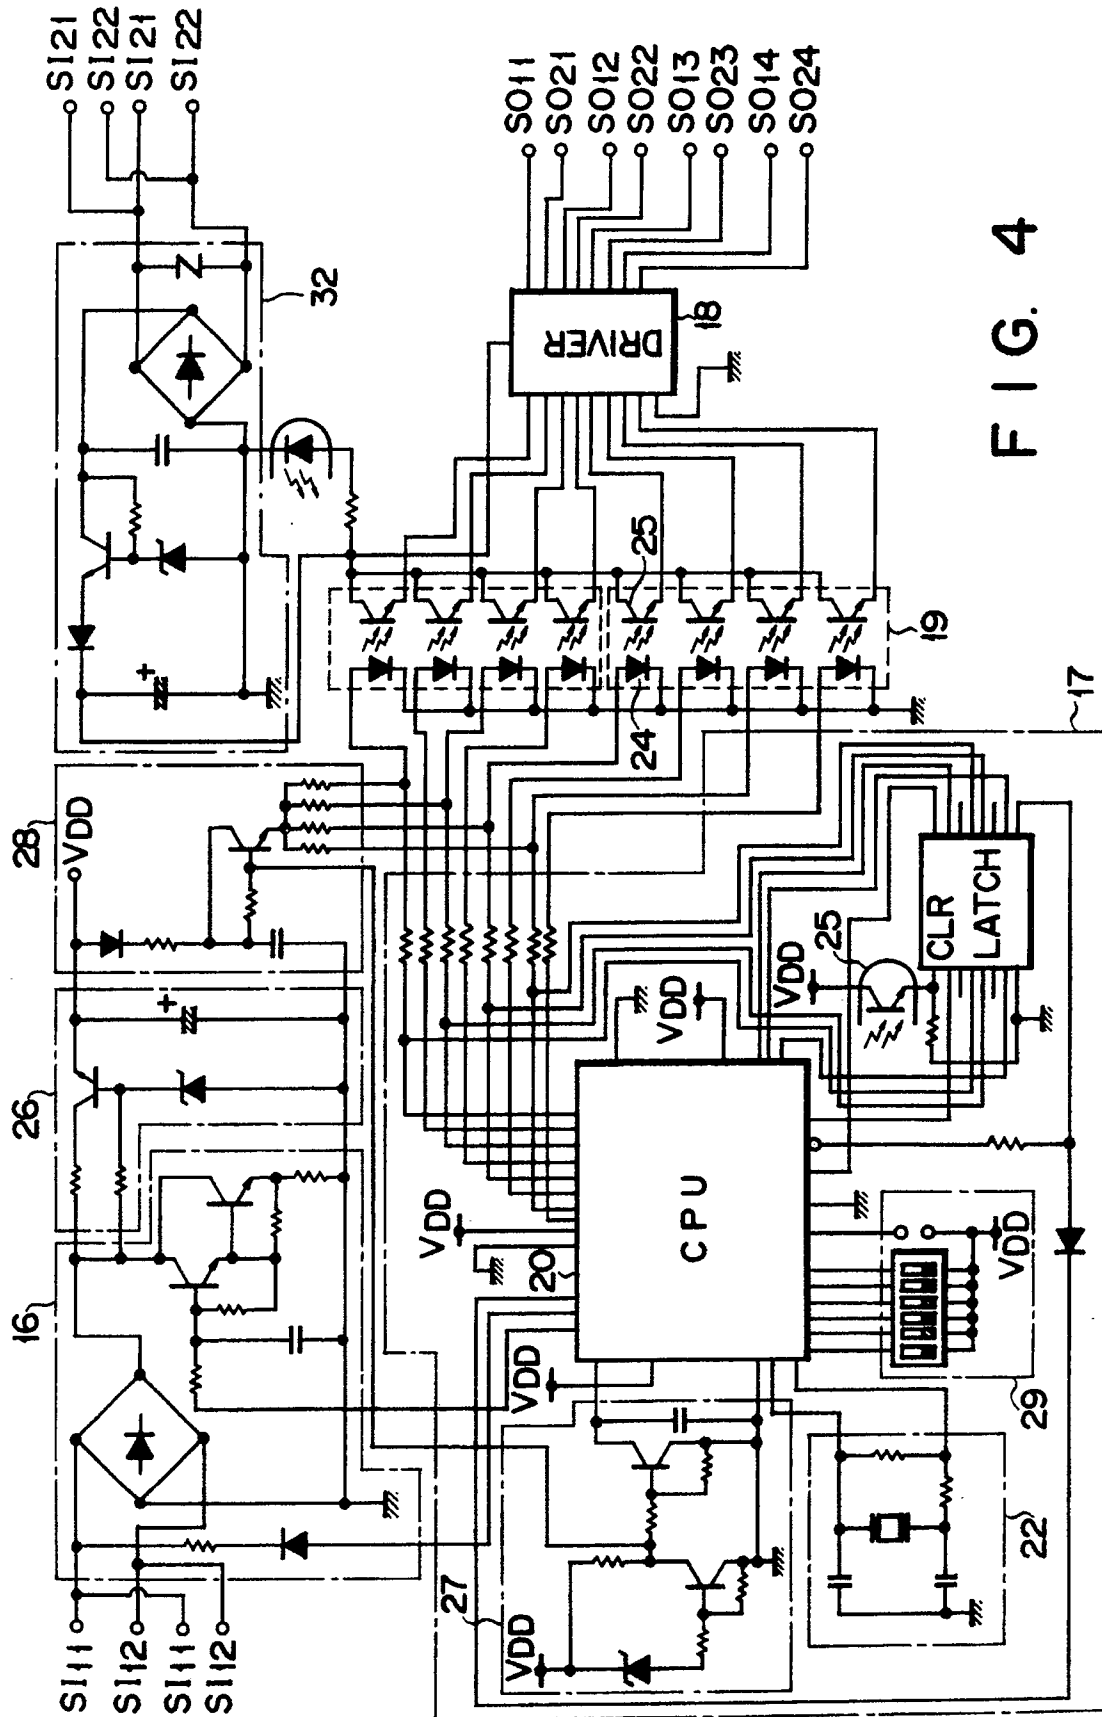 SI11
SI12
SI11
SI12
16
26
28
VDD
SI21
SI22
SI21
SI22
32
27
VDD
VDD
20
VDD
CPU
VDD
24
25
19
DRIVER
18
SO11
SO21
SO12
SO22
SO13
SO23
SO14
SO24
22
29
VDD
VDD
25
CLR
LATCH
17
FIG. 4